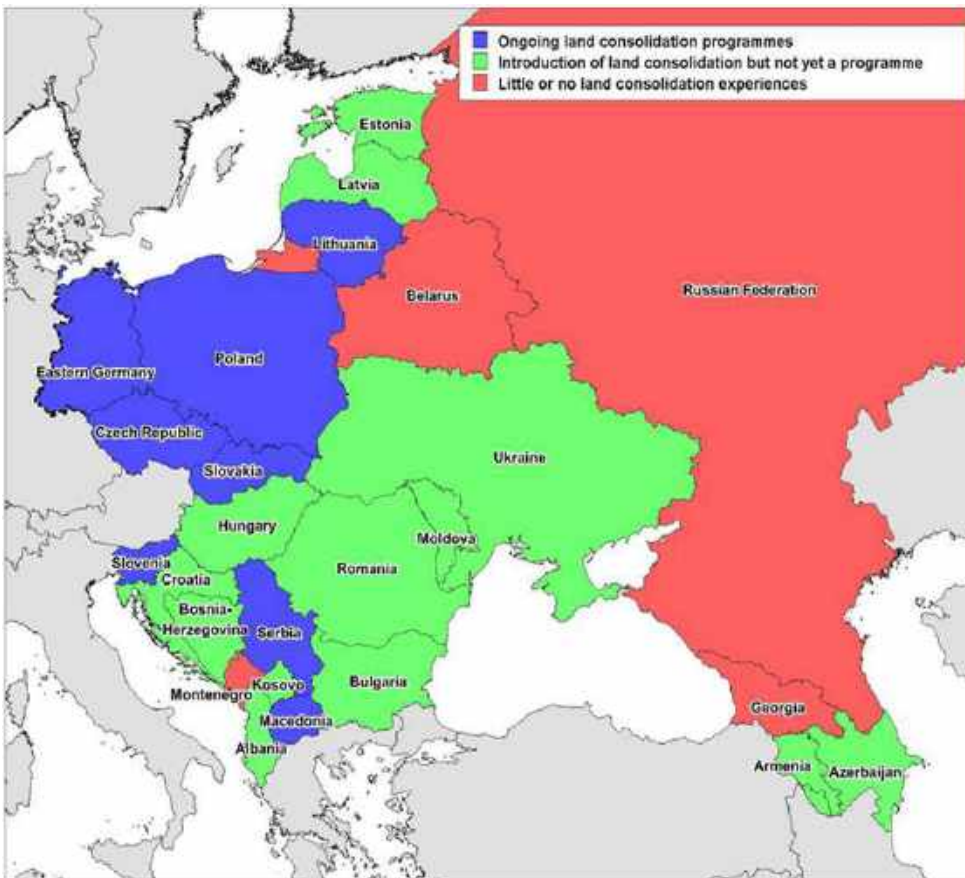 Ongoing land consolidation programmes
Introduction of land consolidation but not yet a programme
Little or no land consolidation experiences
Estonia
Latvia
Lithuania
Belarus
Russian Federation
Poland
Eastern Germany
Czech Republic
Slovakia
Ukraine
Hungary
Moldova
Slovenia
Croatia
Romania
Bosnia-
Herzegovina
Serbia
Kosovo
Bulgaria
Montenegro
Macedonia
Albania
Georgia
Armenia
Azerbaijan